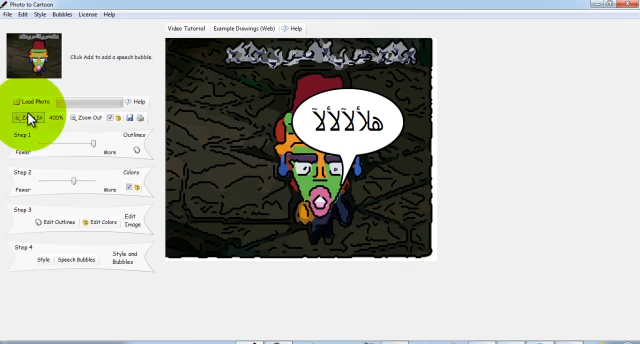 Photo to Cartoon
File Edit Style Bubbles License Help
Video Tutorial Example Drawings (Web) Help
Click Add to add a speech bubble.
Load Photo Help
400% Zoom Out
Step 1 Outlines
Fewer More
Step 2 Colors
Fewer More
Step 3
Edit Outlines Edit Colors Edit Image
Step 4
Style Speech Bubbles Style and Bubbles